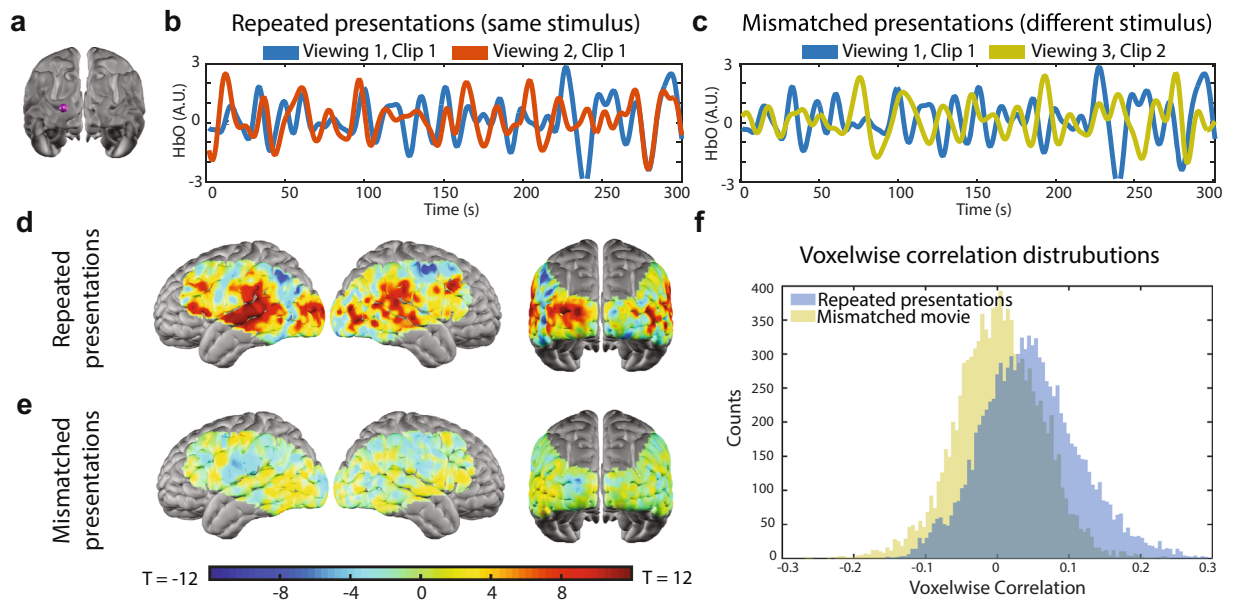 a
b
Repeated presentations (same stimulus)
Viewing 1, Clip 1
Viewing 2, Clip 1
HbO (A.U.)
3
0
-3
0
50
100
150
200
250
300
Time (s)
c
Mismatched presentations (different stimulus)
Viewing 1, Clip 1
Viewing 3, Clip 2
HbO (A.U.)
3
0
-3
0
50
100
150
200
250
300
Time (s)
d
Repeated
presentations
e
Mismatched
presentations
T = -12
-8
-4
0
4
8
T = 12
f
Voxelwise correlation distrubutions
Repeated presentations
Mismatched movie
Counts
400
350
300
250
200
150
100
50
0
-0.3
-0.2
-0.1
0
0.1
0.2
0.3
Voxelwise Correlation